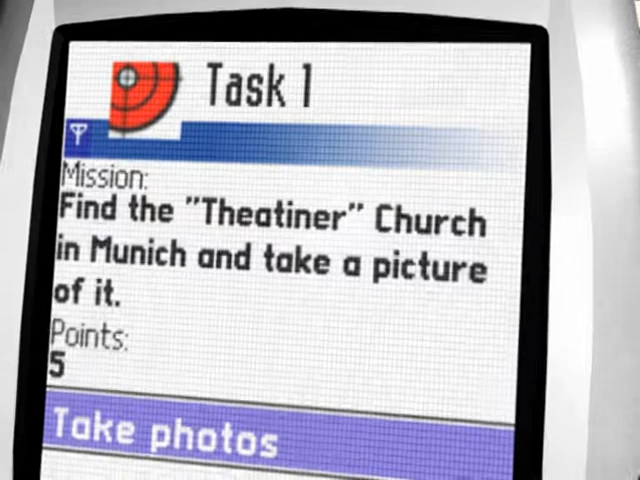 Task 1
Mission:
Find the "Theatiner" Church
in Munich and take a picture
of it.
Points:
5
Take photos